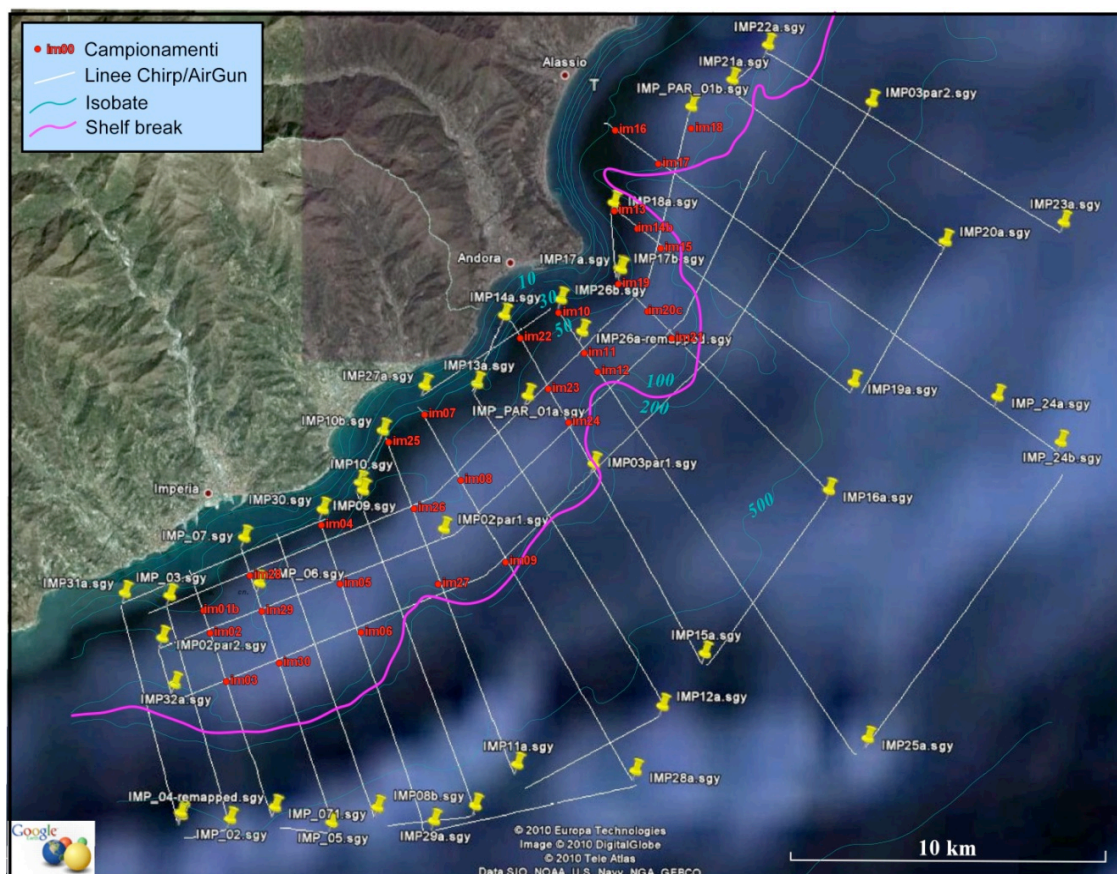 im00 Campionamenti
Linee Chirp/AirGun
Isobate
Shelf break
IMP22a.sgy
Alassio
IMP21a.sgy
T
IMP_PAR_01b.sgy
IMP03par2.sgy
im16
im18
im17
IMP18a.sgy
im13
IMP23a.sgy
im14b
IMP20a.sgy
im15
Andora
IMP17a.sgy
IMP17b.sgy
10
im19
IMP14a.sgy
30
IMP26b.sgy
im10
im20c
50
im22
IMP26a-remapped.sgy
im11
IMP27a.sgy
IMP13a.sgy
im12
100
IMP19a.sgy
im23
200
IMP_24a.sgy
IMP_PAR_01a.sgy
im07
IMP10b.sgy
im24
im25
IMP_24b.sgy
IMP03par1.sgy
IMP10.sgy
im08
Imperia
IMP16a.sgy
IMP30.sgy
IMP09.sgy
im26
500
im04
IMP02par1.sgy
IMP_07.sgy
im09
IMP31a.sgy
IMP_03.sgy
IMP_06.sgy
im05
im27
im01b
im29
im02
im06
IMP02par2.sgy
IMP15a.sgy
im30
im03
IMP32a.sgy
IMP12a.sgy
IMP11a.sgy
IMP25a.sgy
IMP28a.sgy
IMP_04-remapped.sgy
IMP_071.sgy
IMP08b.sgy
IMP_02.sgy
IMP_05.sgy
IMP29a.sgy
Google
© 2010 Europa Technologies
Image © 2010 DigitalGlobe
© 2010 Tele Atlas
Data SIO, NOAA, U.S. Navy, NGA, GEBCO
10 km